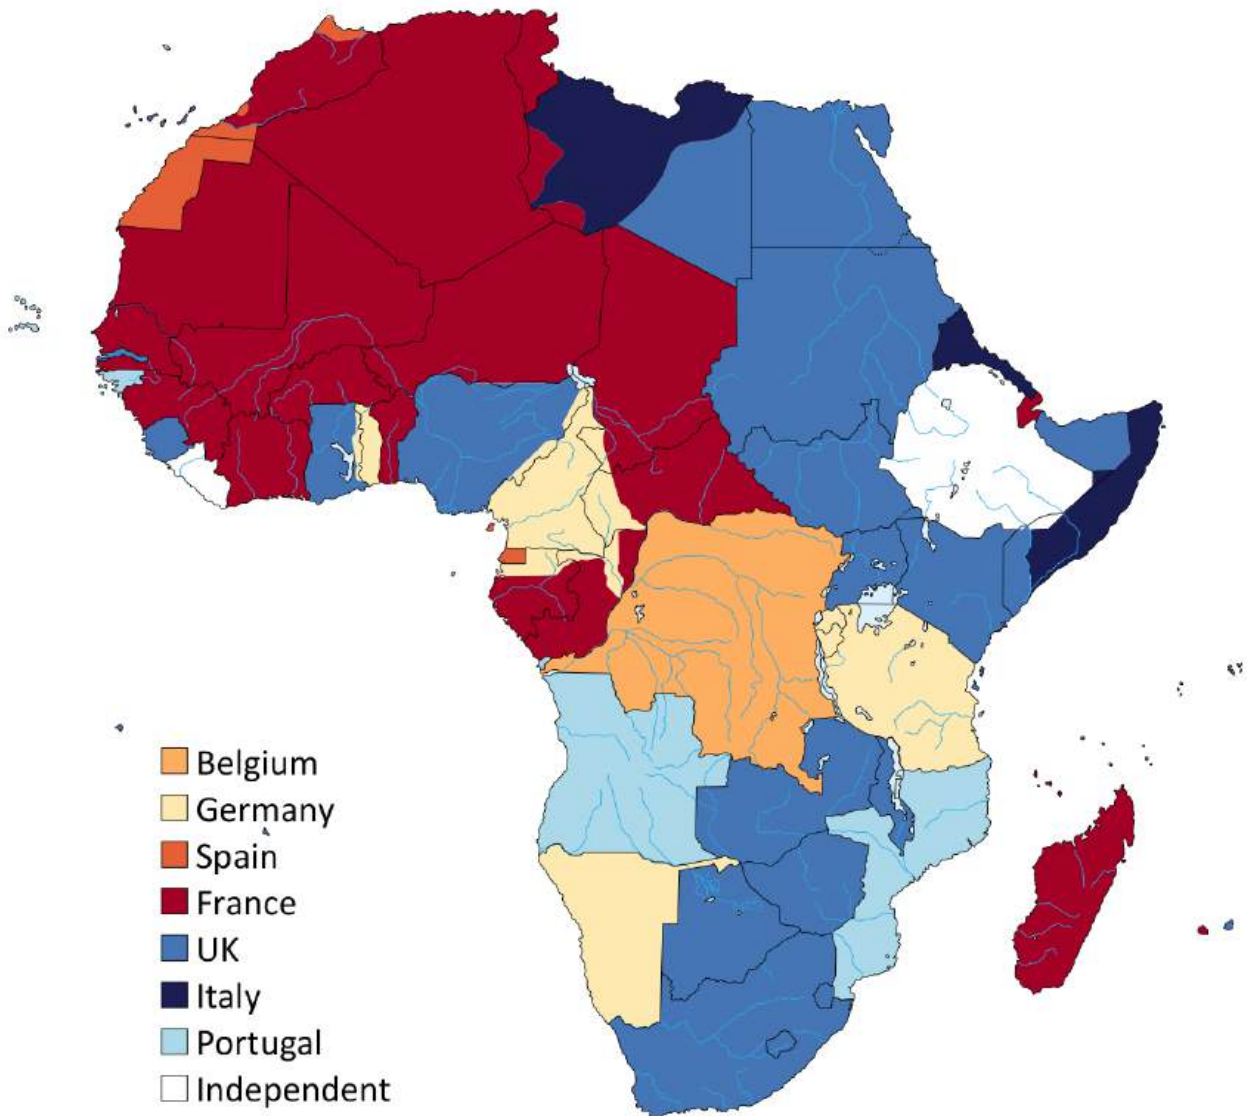 Belgium
Germany
Spain
France
UK
Italy
Portugal
Independent